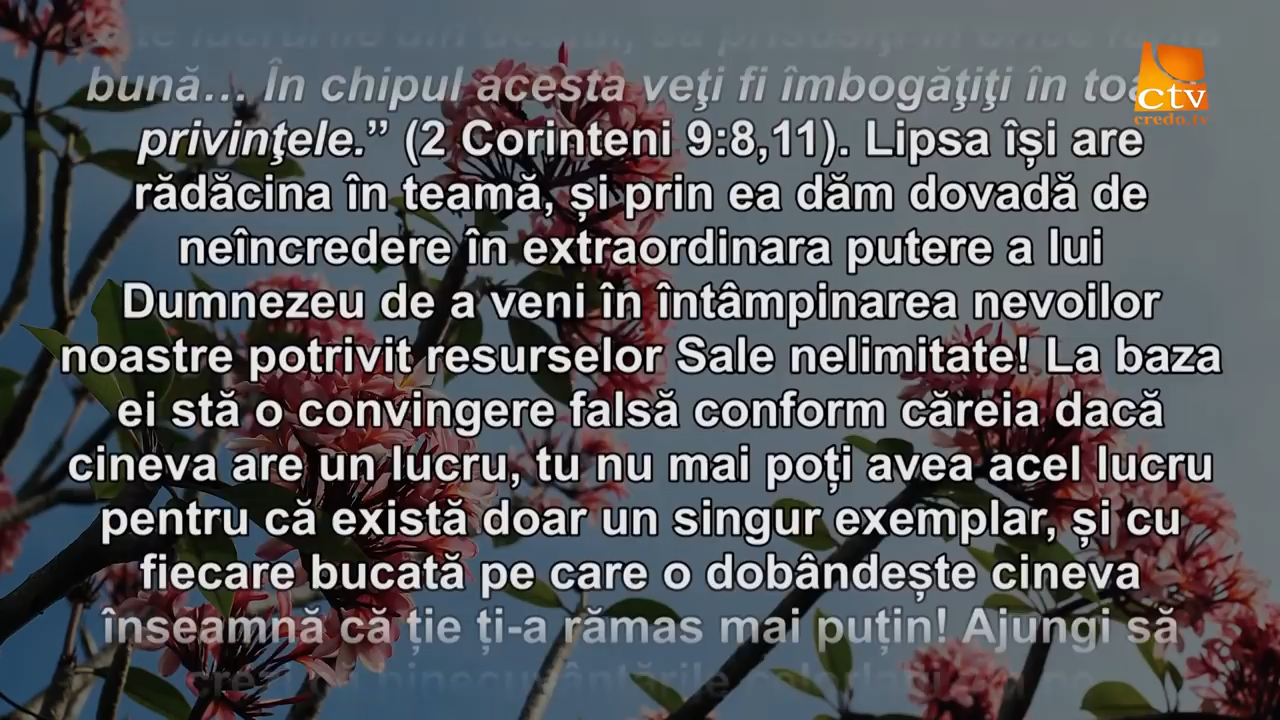 bună... În chipul acesta veţi fi îmbogăţiţi în
privinţele.” (2 Corinteni 9:8,11). Lipsa își are
rădăcina în teamă, și prin ea dăm dovadă de
neîncredere în extraordinara putere a lui
Dumnezeu de a veni în întâmpinarea nevoilor
noastre potrivit resurselor Sale nelimitate! La baza
ei stă o convingere falsă conform căreia dacă
cineva are un lucru, tu nu mai poți avea acel lucru
pentru că există doar un singur exemplar, și cu
fiecare bucată pe care o dobândește cineva
înseamnă că ție ți-a rămas mai puțin! Ajungi să
ctv
credo.tv